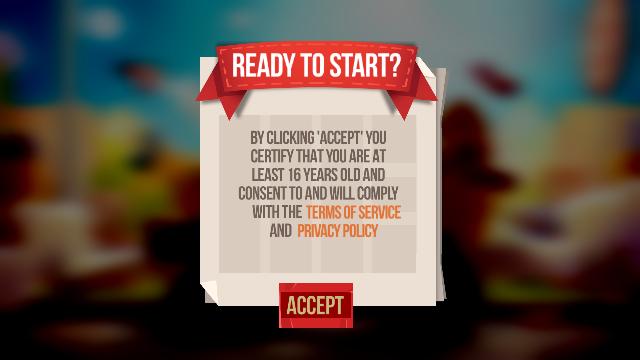 READY TO START?
BY CLICKING 'ACCEPT' YOU
CERTIFY THAT YOU ARE AT
LEAST 16 YEARS OLD AND
CONSENT TO AND WILL COMPLY
WITH THE TERMS OF SERVICE
AND PRIVACY POLICY
ACCEPT